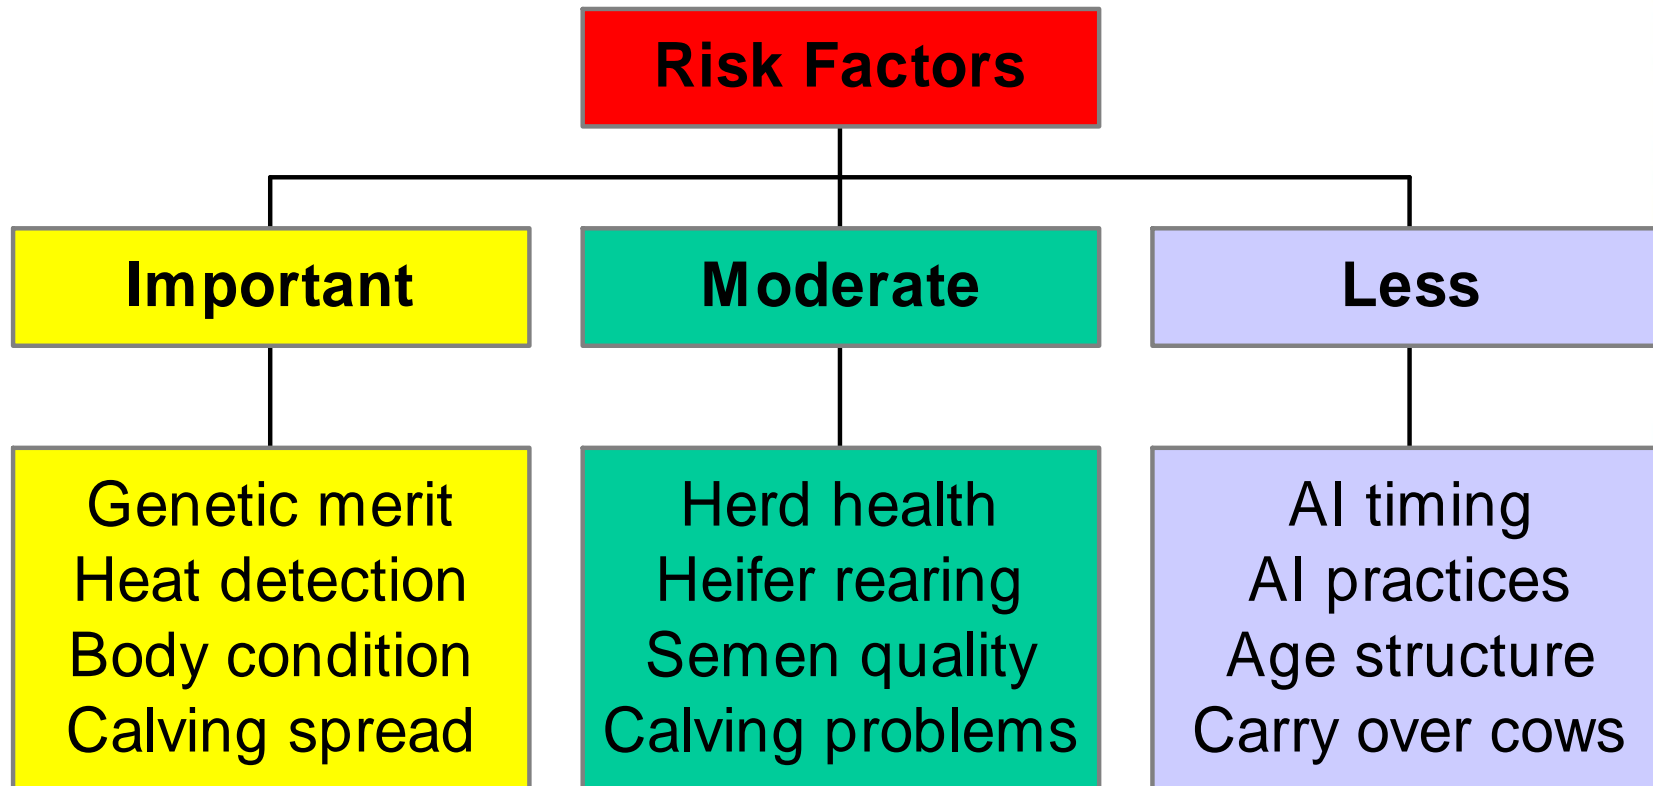 Risk Factors
Important
Moderate
Less
Genetic merit
Heat detection
Body condition
Calving spread
Herd health
Heifer rearing
Semen quality
Calving problems
AI timing
AI practices
Age structure
Carry over cows